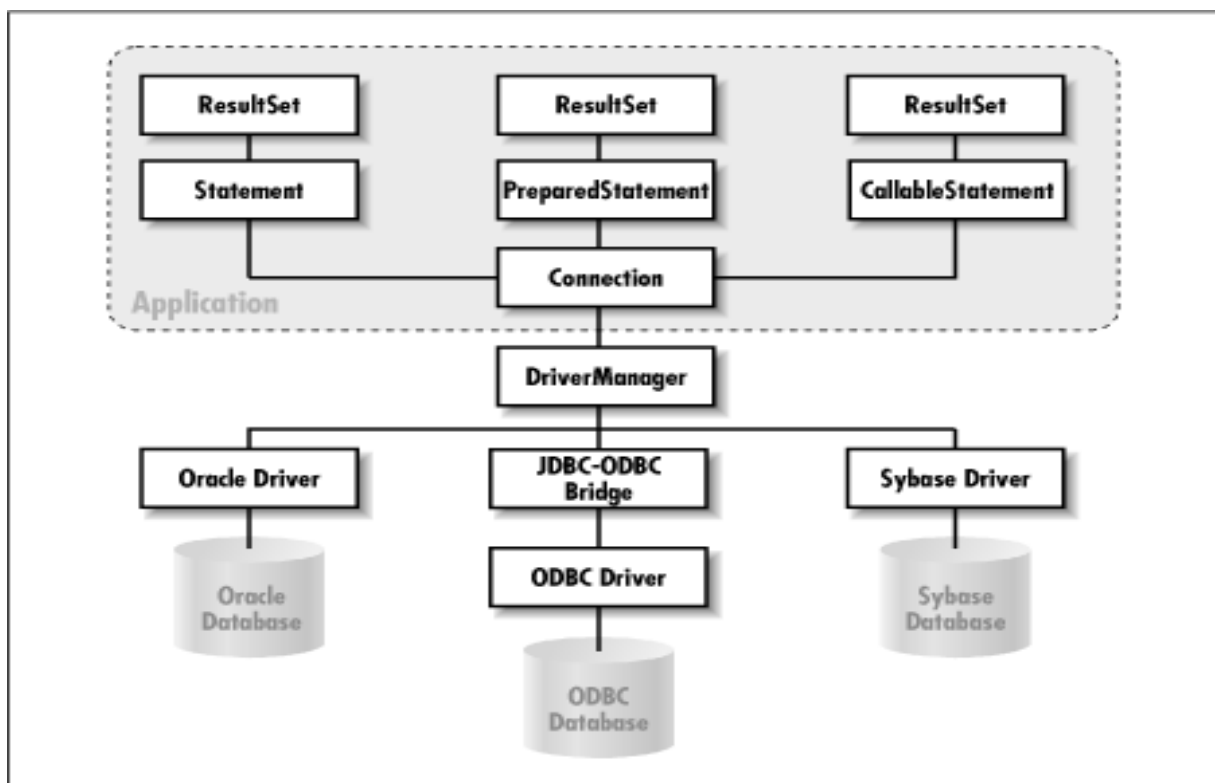 ResultSet
ResultSet
ResultSet
Statement
PreparedStatement
CallableStatement
Connection
Application
DriverManager
Oracle Driver
JDBC-ODBC
Bridge
Sybase Driver
Oracle
Database
ODBC Driver
Sybase
Database
ODBC
Database